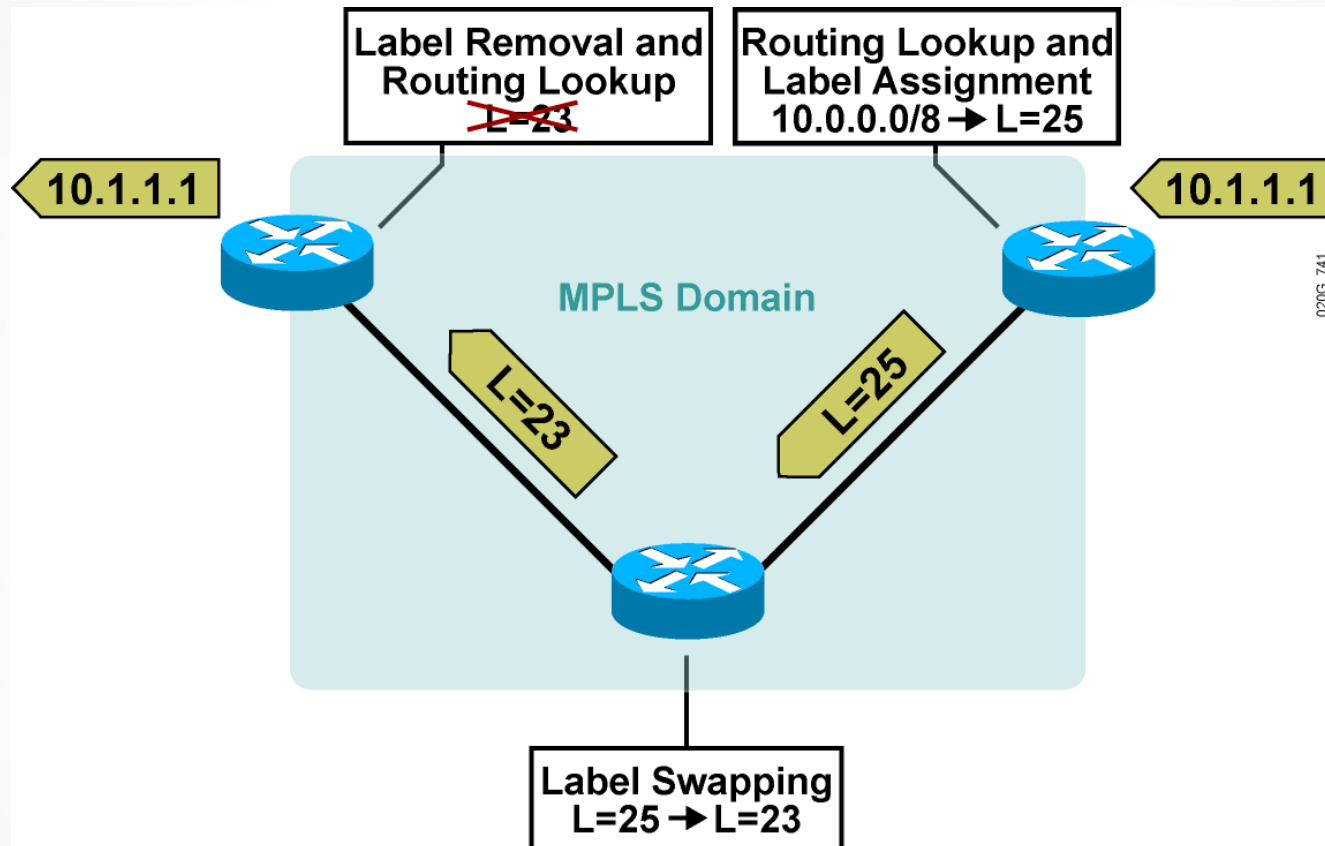 Label Removal and
Routing Lookup
L=23
Routing Lookup and
Label Assignment
10.0.0.0/8 → L=25
10.1.1.1
10.1.1.1
020G_741
MPLS Domain
L=23
L=25
Label Swapping
L=25 → L=23